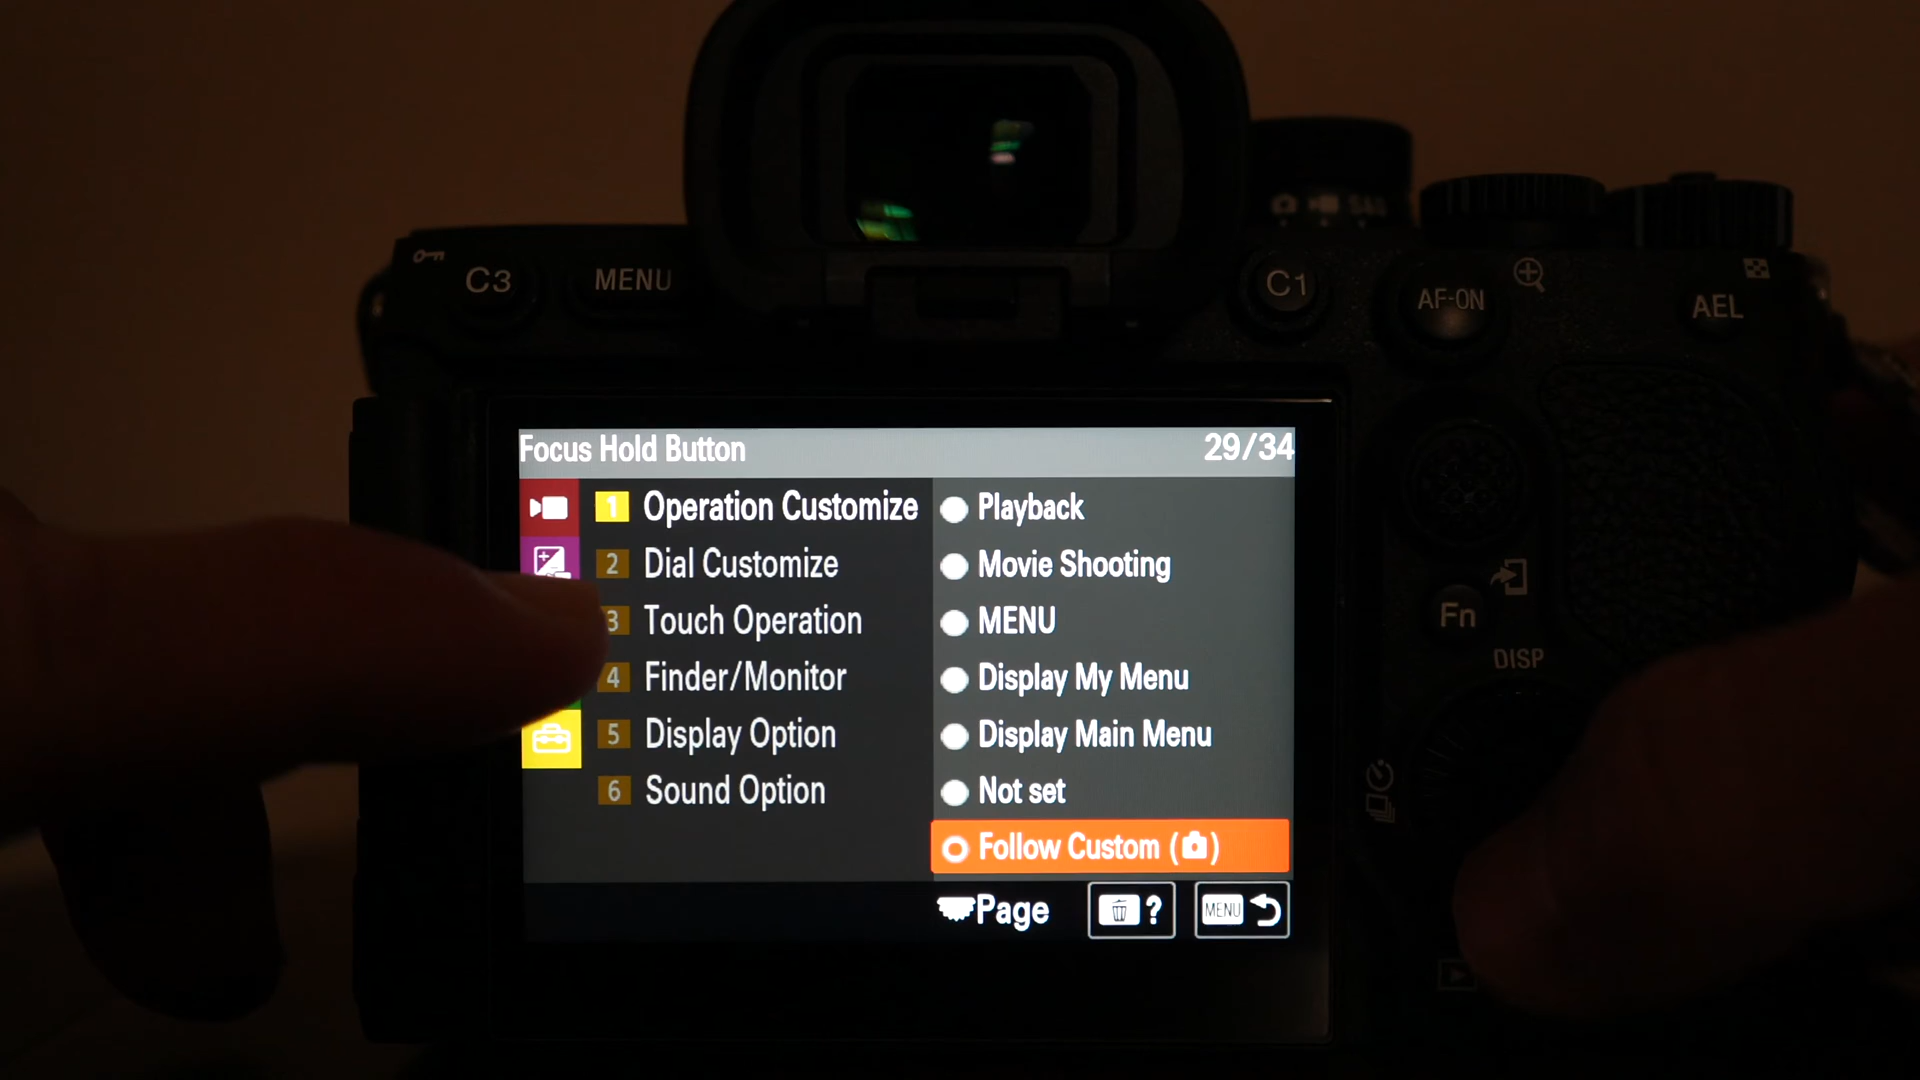 S&Q
C3
MENU
C1
AF-ON
AEL
Focus Hold Button 29/34
1 Operation Customize
2 Dial Customize
3 Touch Operation
4 Finder/Monitor
5 Display Option
6 Sound Option
Playback
Movie Shooting
MENU
Display My Menu
Display Main Menu
Not set
Follow Custom ( )
Page ? MENU
Fn
DISP